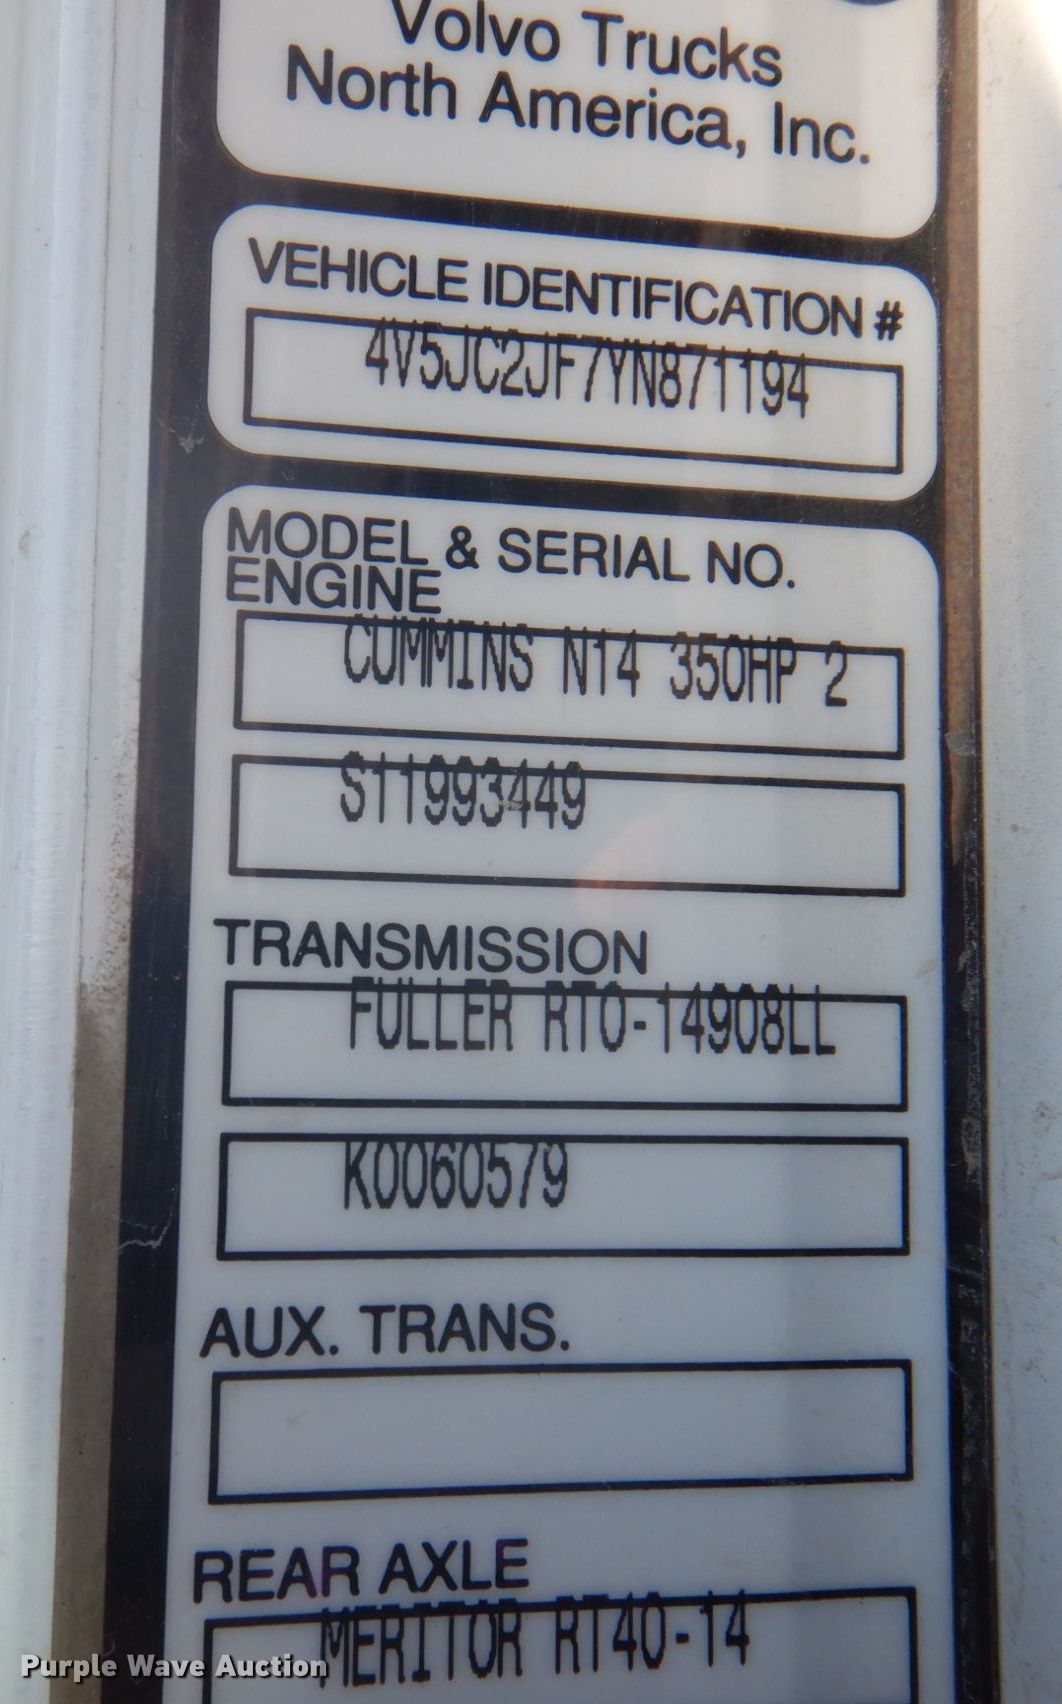 Volvo Trucks
North America, Inc.
VEHICLE IDENTIFICATION #
4V5JC2JF7YN871194
MODEL & SERIAL NO.
ENGINE
CUMMINS N14 350HP 2
S11993449
TRANSMISSION
FULLER RTO-14908LL
K0060579
AUX. TRANS.
REAR AXLE
MERITOR RT40-14
Purple Wave Auction